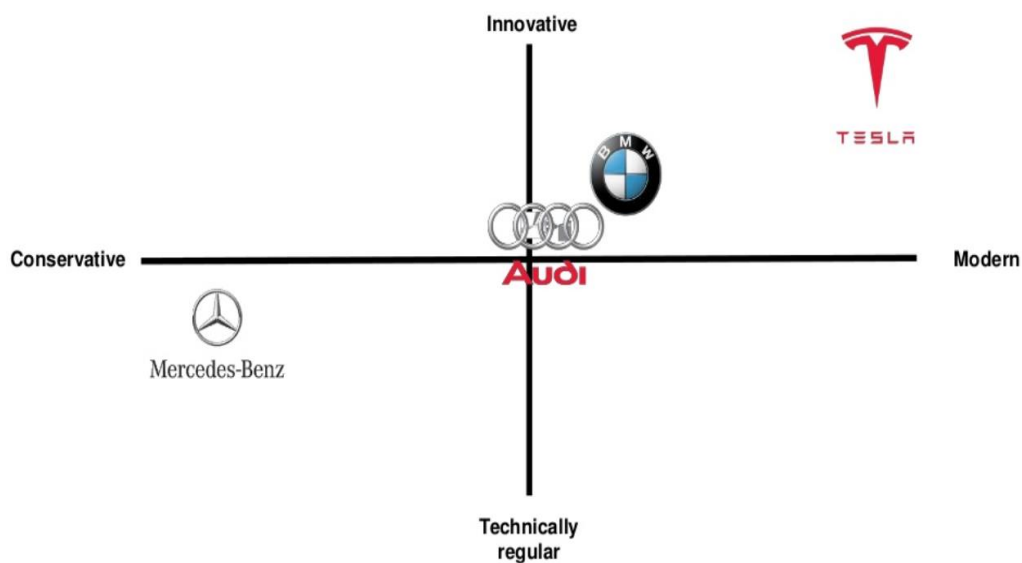 Innovative
TESLA
BMW
Conservative
Audi
Modern
Mercedes-Benz
Technically
regular